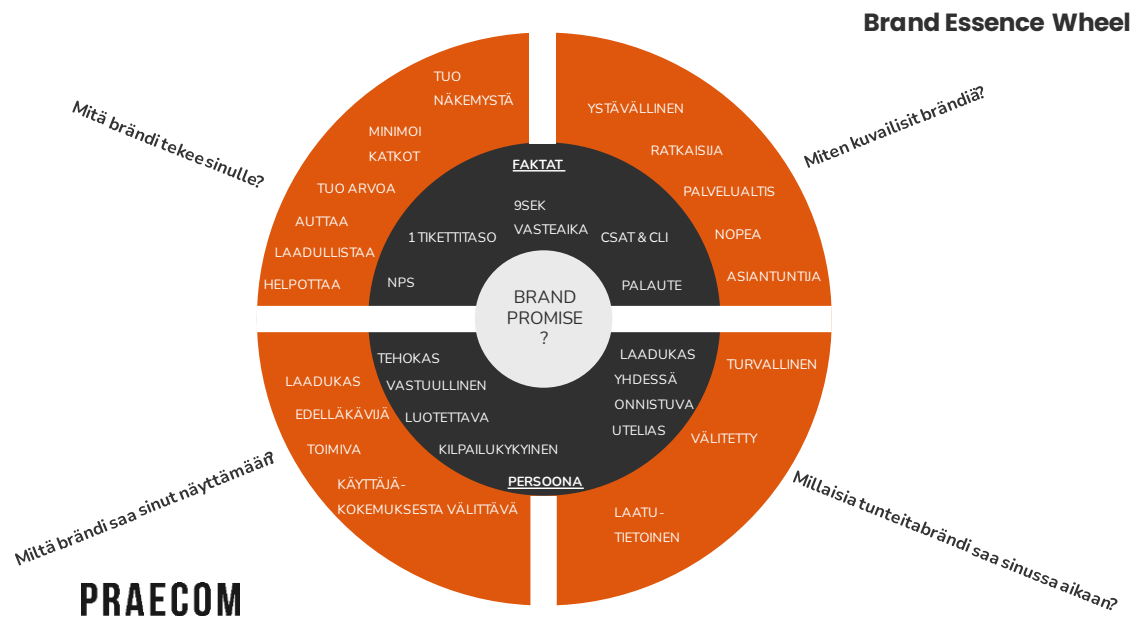 Brand Essence Wheel
Mitä brändi tekee sinulle?
Miten kuvailisit brändiä?
TUO
NÄKEMYSTÄ
MINIMOI
KATKOT
TUO ARVOA
AUTTAA
LAADULLISTAA
HELPOTTAA
YSTÄVÄLLINEN
RATKAISIJA
PALVELUALTIS
NOPEA
ASIANTUNTIJA
FAKTAT
9SEK
VASTEAIKA
1 TIKETTITASO
CSAT & CLI
NPS
PALAUTE
BRAND
PROMISE
?
TEHOKAS
VASTUULLINEN
LUOTETTAVA
KILPAILUKYKYINEN
LAADUKAS
YHDESSÄ
ONNISTUVA
UTELIAS
PERSOONA
LAADUKAS
EDELLÄKÄVIJÄ
TOIMIVA
KÄYTTÄJÄ-
KOKEMUKSESTA VÄLITTÄVÄ
TURVALLINEN
VÄLITETTY
LAATU-
TIETOINEN
Miltä brändi saa sinut näyttämään?
Millaisia tunteitabrändi saa sinussa aikaan?
PRAECOM